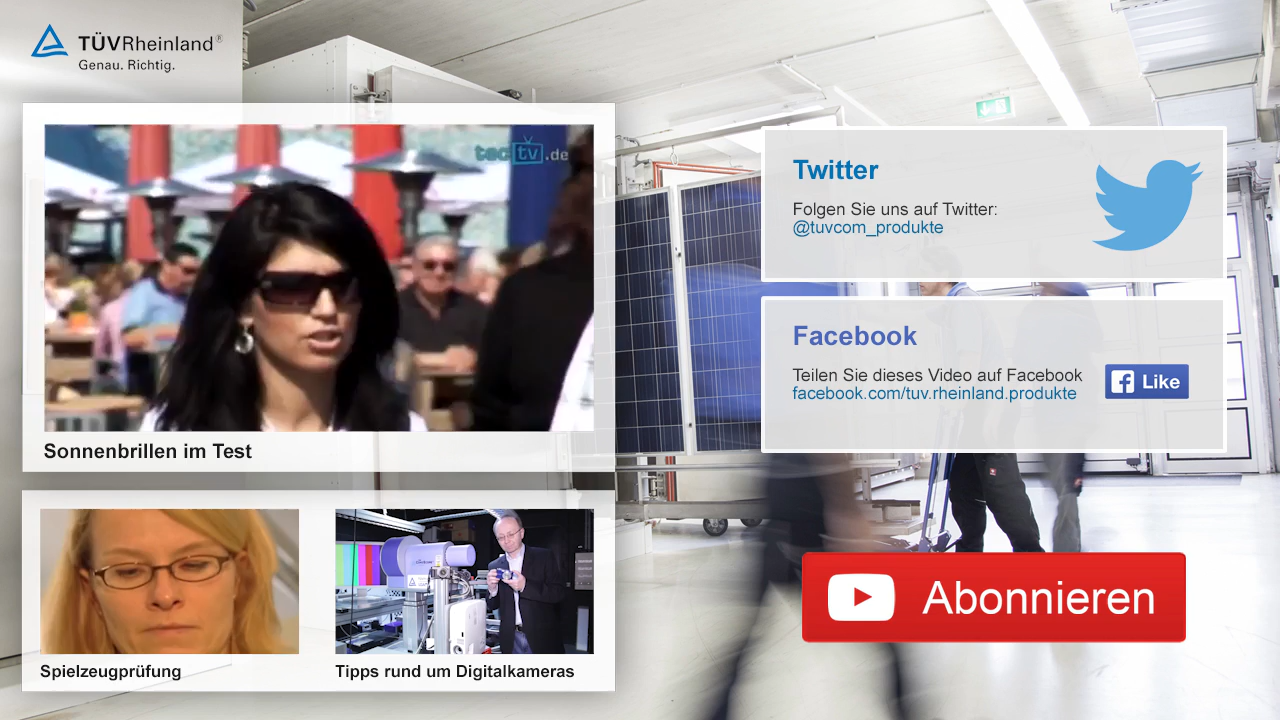 TÜVRheinland®
Genau. Richtig.
tectv.de
Sonnenbrillen im Test
Spielzeugprüfung
Tipps rund um Digitalkameras
Twitter
Folgen Sie uns auf Twitter:
@tuvcom_produkte
Facebook
Teilen Sie dieses Video auf Facebook
facebook.com/tuv.rheinland.produkte
Like
Abonnieren